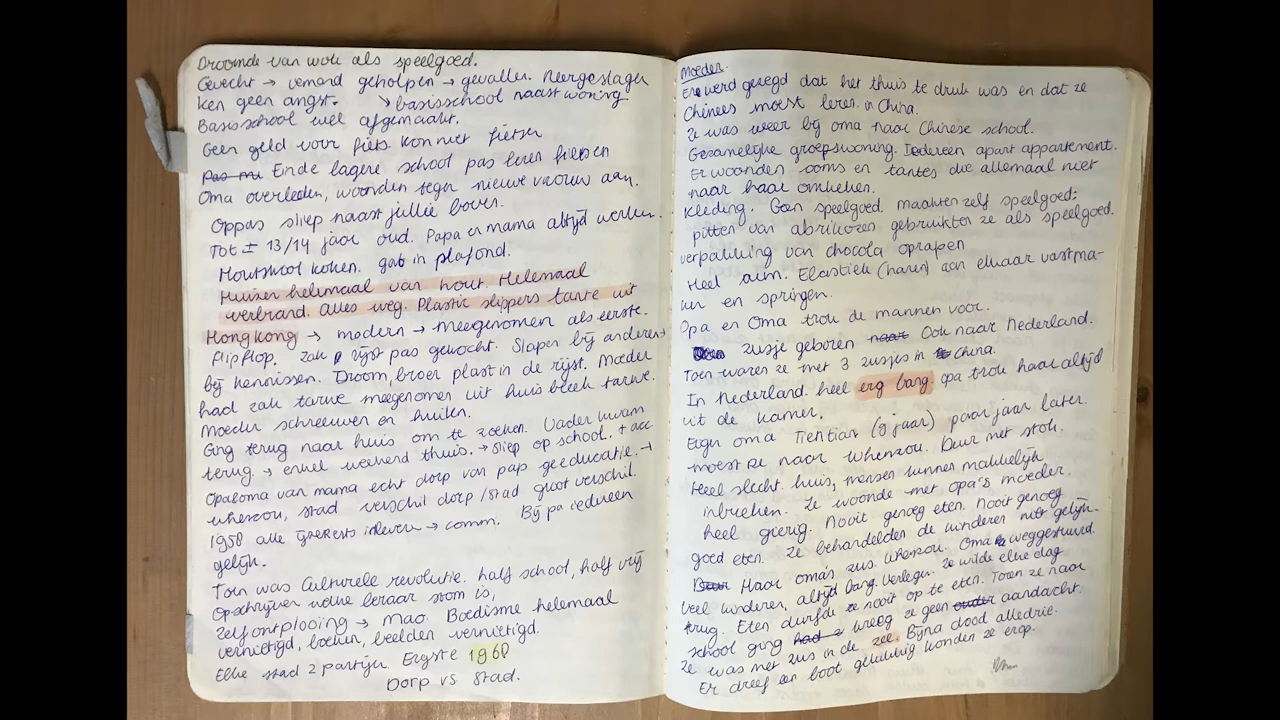 Droomde van wok als speelgoed.
Gevecht → iemand geholpen → gevallen. Neergeslagen
Ken geen angst. ↘ basisschool naast woning
Basisschool wel afgemaakt.
Geen geld voor fiets kon niet fietsen
Einde lagere school pas leren fietsen
Oma overleden, woonden tegen nieuwe vrouw aan.
Oppas sliep naast jullie boven.
Tot ± 13/14 jaar oud. Papa en mama altijd werken.
Houtskool koken. gat in plafond.
Huizen helemaal van hout. Helemaal
verbrand. Alles weg. Plastic slippers tante uit
Hong Kong → modern → meegenomen als eerste.
Flipflop. zak rijst pas gekocht. Slapen bij anderen →
bij kennissen. Droom, broer plast in de rijst. Moeder
had zak tarwe meegenomen uit huis bleek tarwe.
Moeder schreeuwen en huilen.
Ging terug naar huis om te zoeken. Vader kwam
terug. → enkel weekend thuis. → sliep op school. + acc
Opa&oma van mama echt dorp van pap geëducatie. →
whenzou, stad verschil dorp/stad groot verschil.
1958 alle inleveren → comm. Bij pa iedereen
gelijk.
Toen was Culturele revolutie. half school, half vrij
Opschrijven welke leraar stom is,
Zelfontplooing → Mao. Boedisme helemaal
vernietigd, boeken, beelden vernietigd.
Elke stad 2 partijn. Ergste 1968
Dorp vs stad.
Moeder.
Er werd gezegd dat het thuis te druk was en dat ze
Chinees moest leren. in China.
Ze was weer bij oma naar Chinese school.
Gezamelijke groepswoning. Iedereen apart appartement.
Er woonden ooms en tantes die allemaal niet
naar haar omkeken.
Kleding. Geen speelgoed. maakten zelf speelgoed:
pitten van abrikozen gebruikten ze als speelgoed.
verpakking van chocola oprapen
Heel arm. Elastiek (haren) aan elkaar vastma-
ken en springen.
Opa en Oma trok de mannen voor.
zusje geboren naar Ook naar Nederland.
Toen waren ze met 3 zusjes in China.
In Nederland. heel erg bang. opa trok haar altijd
uit de kamer.
Eigen oma Tientian (9 jaar) paar jaar later
moest ze naar Whenzou. Deur met stok.
Heel slecht huis, mensen kunnen makkelijk
inbreken. Ze woonde met opa's moeder.
heel gierig. Nooit genoeg eten. Nooit genoeg
goed eten. Ze behandelden de kinderen niet gelijk.
Haar oma's zus. whenzou. Oma weggestuurd.
Veel kinderen, altijd bang. Verlegen. Ze wilde elke dag
terug. Eten durfde ze nooit op te eten. Toen ze naar
school ging had ze kreeg ze geen ouder aandacht.
Ze was met zus in de zee. Bijna dood alledrie.
Er dreef een boot gelukkig konden ze erop.